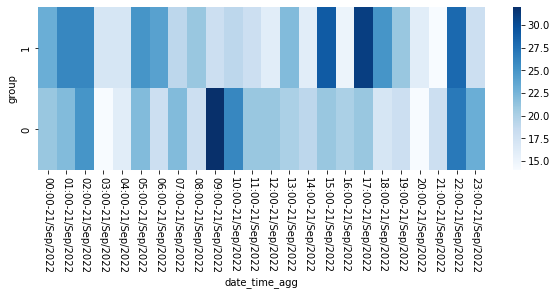 group
1
0
00:00-21/Sep/2022
01:00-21/Sep/2022
02:00-21/Sep/2022
03:00-21/Sep/2022
04:00-21/Sep/2022
05:00-21/Sep/2022
06:00-21/Sep/2022
07:00-21/Sep/2022
08:00-21/Sep/2022
09:00-21/Sep/2022
10:00-21/Sep/2022
11:00-21/Sep/2022
12:00-21/Sep/2022
13:00-21/Sep/2022
14:00-21/Sep/2022
15:00-21/Sep/2022
16:00-21/Sep/2022
17:00-21/Sep/2022
18:00-21/Sep/2022
19:00-21/Sep/2022
20:00-21/Sep/2022
21:00-21/Sep/2022
22:00-21/Sep/2022
23:00-21/Sep/2022
date_time_agg
30.0
27.5
25.0
22.5
20.0
17.5
15.0